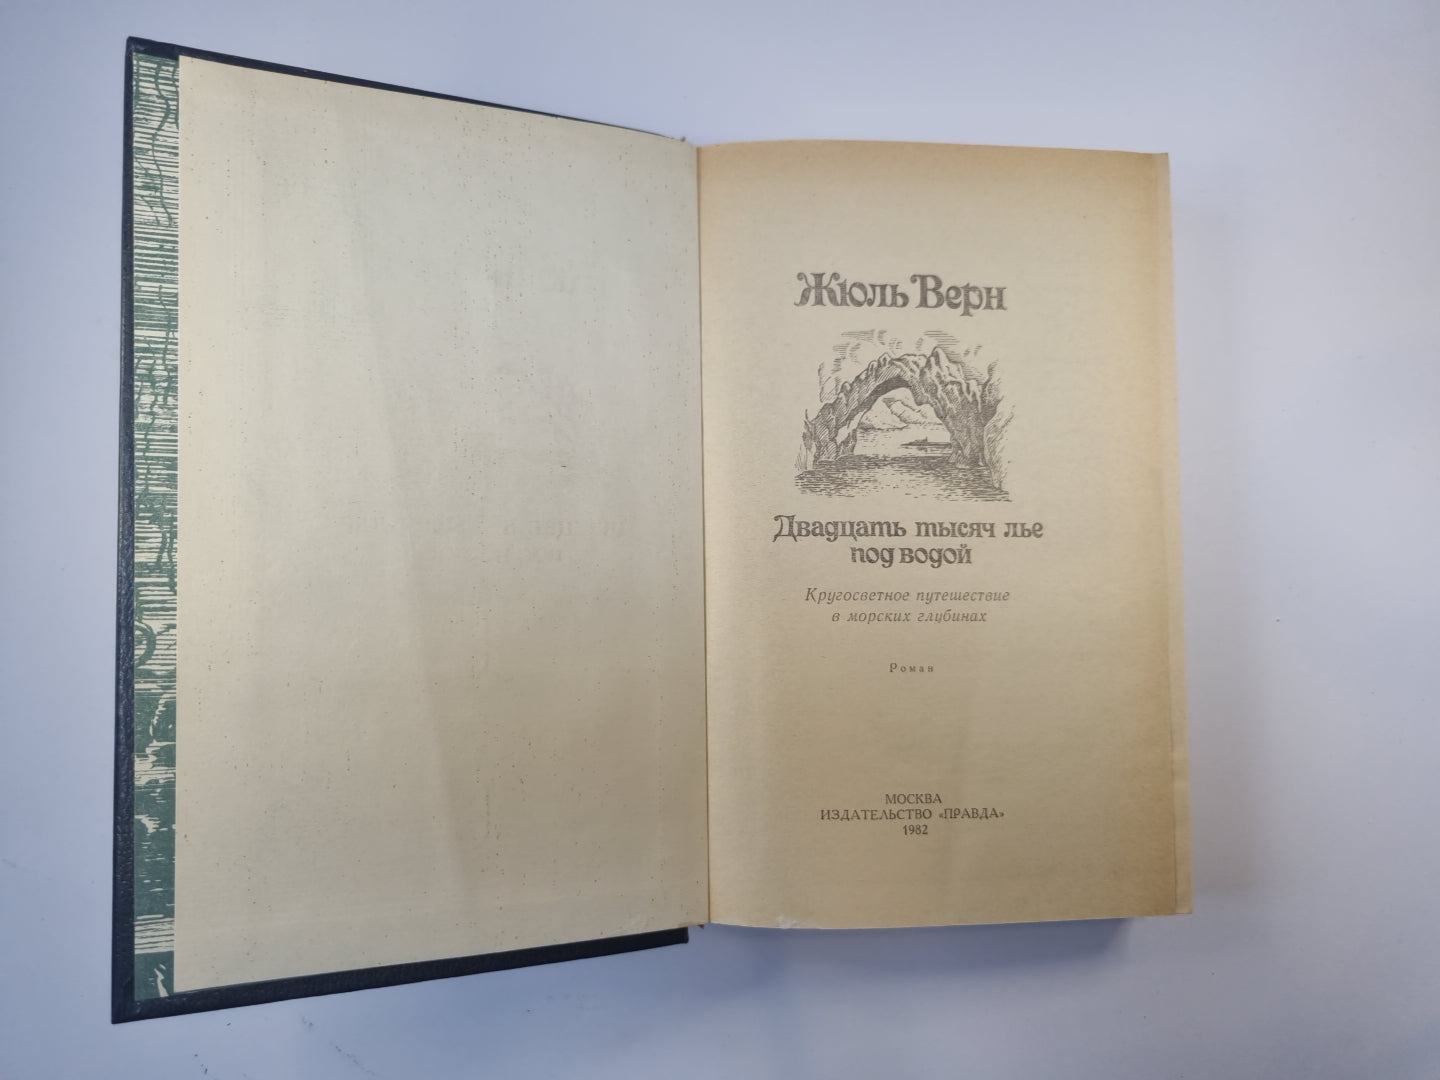 Жюль Верн
Двадцать тысяч лье
под водой
Кругосветное путешествие
в морских глубинах
Роман
МОСКВА
ИЗДАТЕЛЬСТВО «ПРАВДА»
1982